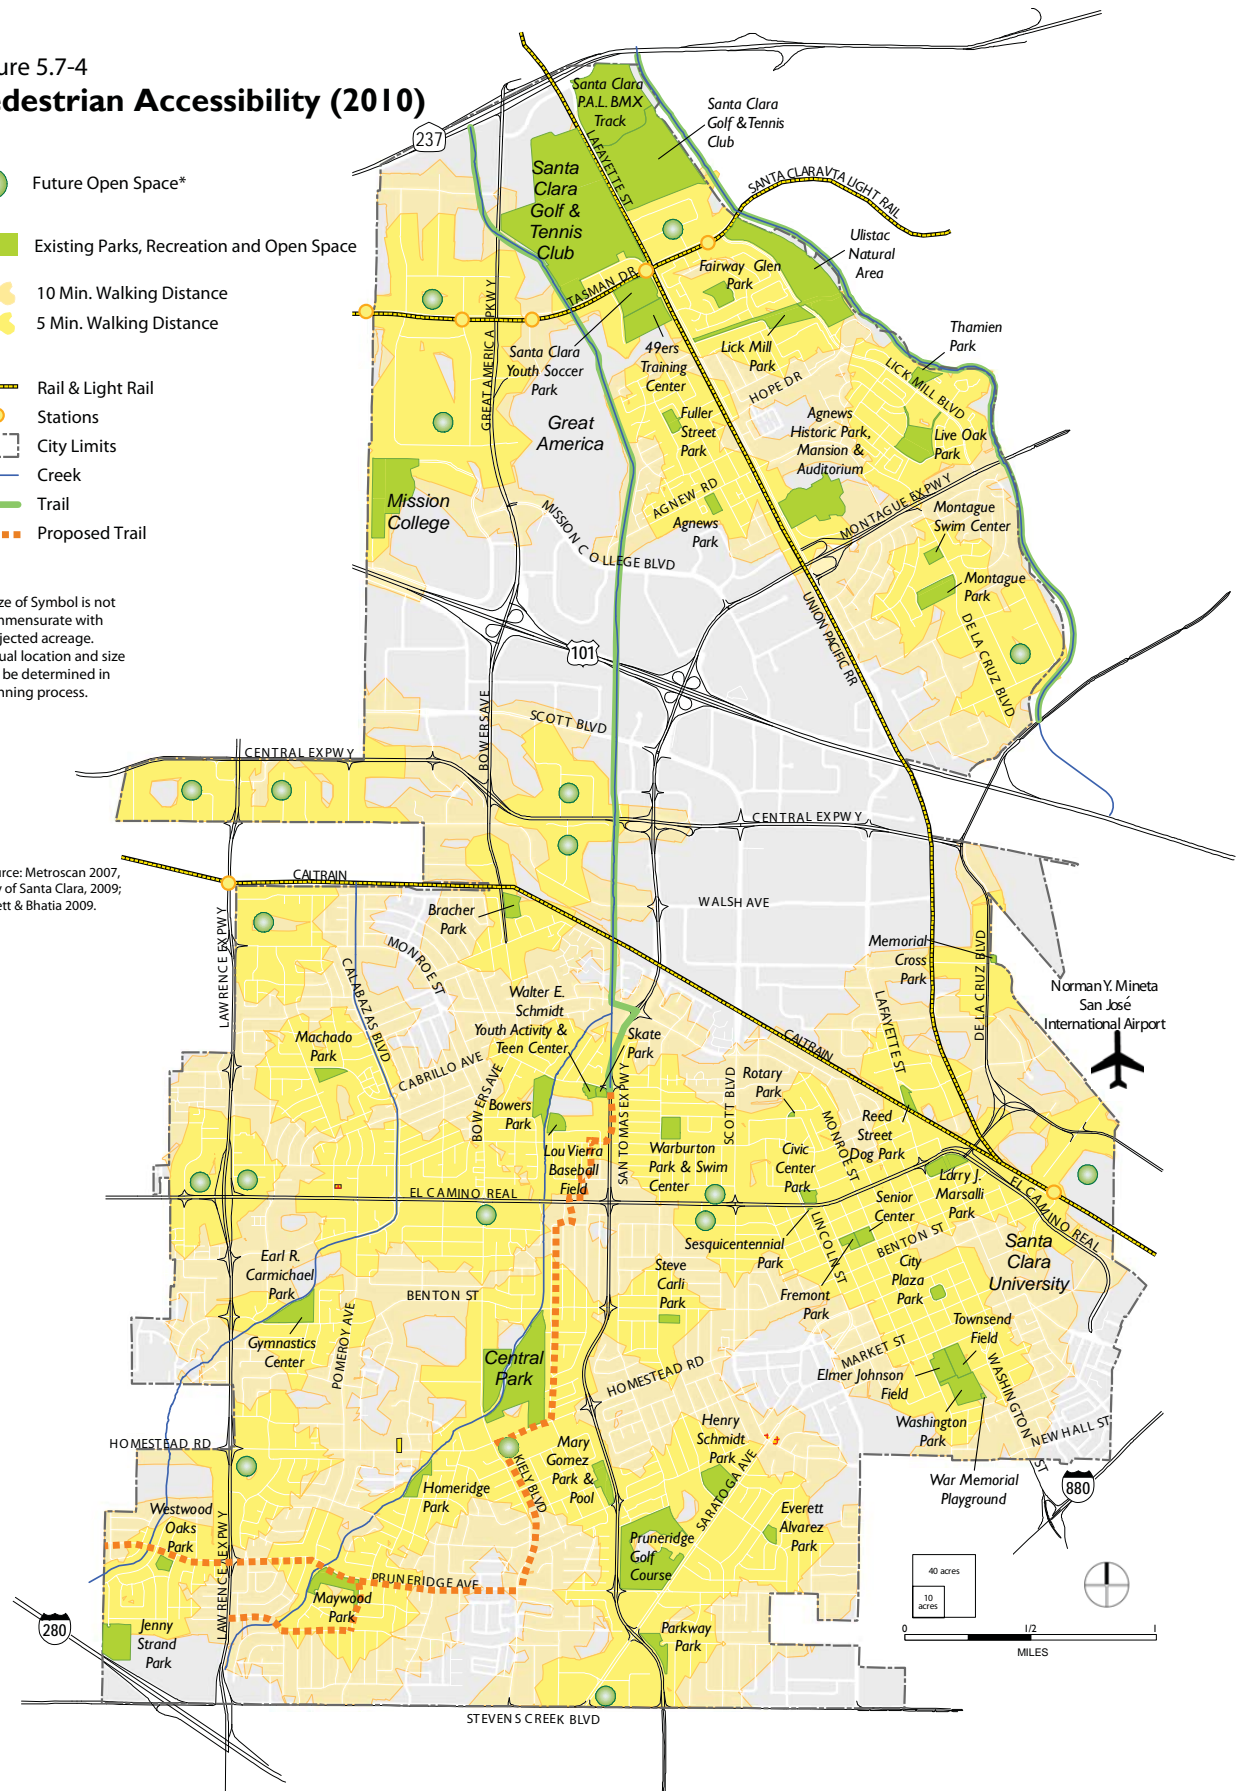 ure 5.7-4
edestrian Accessibility (2010)
Future Open Space*
Existing Parks, Recreation and Open Space
10 Min. Walking Distance
5 Min. Walking Distance
Rail & Light Rail
Stations
City Limits
Creek
Trail
Proposed Trail
ze of Symbol is not
mmensurate with
jected acreage.
ual location and size
be determined in
nning process.
urce: Metroscan 2007,
y of Santa Clara, 2009;
ett & Bhatia 2009.
237
Santa Clara
P.A.L. BMX
Track
Santa Clara
Golf & Tennis
Club
LAFAYETTE ST
Santa
Clara
Golf &
Tennis
Club
SANTA CLARA VTA LIGHT RAIL
Ulistac
Natural
Area
Fairway Glen
Park
TASMAN DR
GREAT AMERICA PKWY
Santa Clara
Youth Soccer
Park
49ers
Training
Center
Lick Mill
Park
Thamien
Park
HOPE DR
LICK MILL BLVD
Great
America
Fuller
Street
Park
Agnews
Historic Park,
Mansion &
Auditorium
Live Oak
Park
Mission
College
AGNEW RD
Agnews
Park
MONTAGUE EXPWY
Montague
Swim Center
MISSION COLLEGE BLVD
Montague
Park
UNION PACIFIC RR
DE LA CRUZ BLVD
101
BOWERS AVE
SCOTT BLVD
CENTRAL EXPWY
CENTRAL EXPWY
CALTRAIN
WALSH AVE
Bracher
Park
LAWRENCE EXPWY
MONROE ST
CALABAZAS BLVD
Memorial
Cross
Park
DE LA CRUZ BLVD
Norman Y. Mineta
San José
International Airport
Walter E.
Schmidt
Youth Activity &
Teen Center
Skate
Park
LAFAYETTE ST
CALTRAIN
Machado
Park
CABRILLO AVE
BOWERS AVE
Bowers
Park
SAN TOMAS EXPWY
SCOTT BLVD
Rotary
Park
MONROE ST
Reed
Street
Dog Park
Lou Vierra
Baseball
Field
Warburton
Park & Swim
Center
Civic
Center
Park
Larry J.
Marsalli
Park
EL CAMINO REAL
EL CAMINO REAL
Senior
Center
Sesquicentennial
Park
LINCOLN ST
BENTON ST
Santa
Clara
University
Earl R.
Carmichael
Park
Steve
Carli
Park
City
Plaza
Park
Fremont
Park
BENTON ST
Gymnastics
Center
POMEROY AVE
Townsend
Field
MARKET ST
Central
Park
HOMESTEAD RD
Elmer Johnson
Field
WASHINGTON ST
Washington
Park
NEW HALL ST
HOMESTEAD RD
Henry
Schmidt
Park
Mary
Gomez
Park &
Pool
KIELY BLVD
SARATOGA AVE
War Memorial
Playground
880
Homeridge
Park
Westwood
Oaks
Park
Everett
Alvarez
Park
Pruneridge
Golf
Course
LAWRENCE EXPWY
PRUNERIDGE AVE
Maywood
Park
40 acres
10
acres
280
Jenny
Strand
Park
Parkway
Park
0
1/2
1
MILES
STEVENS CREEK BLVD